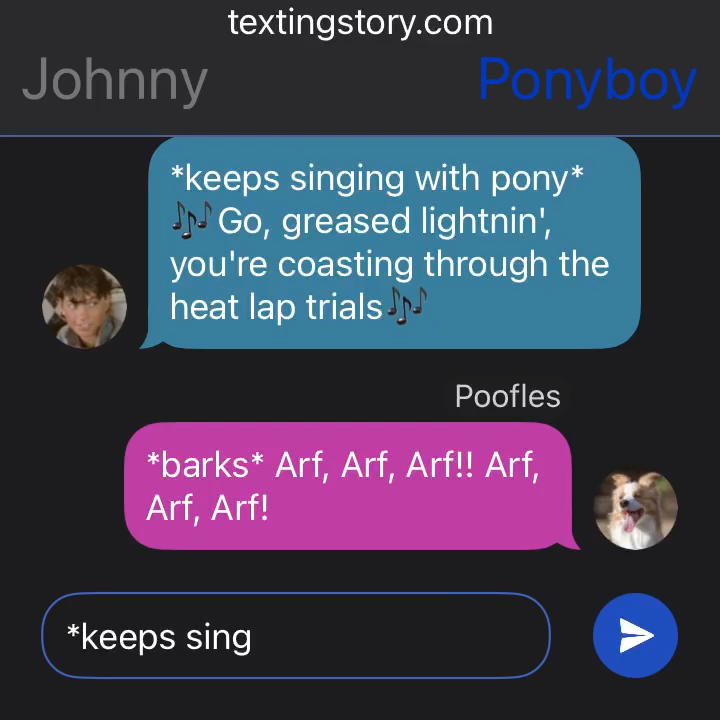 textingstory.com
Johnny
Ponyboy
*keeps singing with pony*
🎶Go, greased lightnin',
you're coasting through the
heat lap trials🎶
Poofles
*barks* Arf, Arf, Arf!! Arf,
Arf, Arf!
*keeps sing